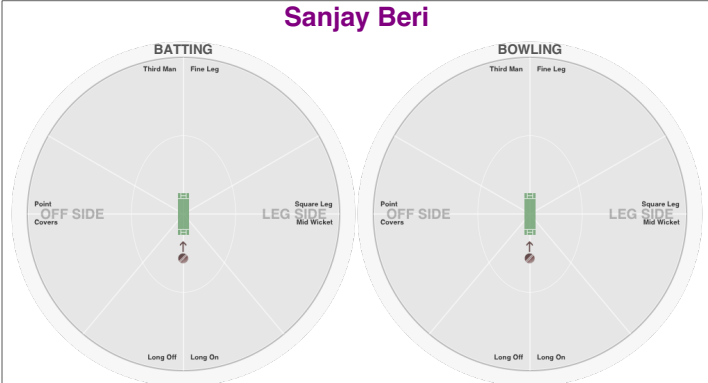 Sanjay Beri
BATTING
Third Man Fine Leg
Point
OFF SIDE
Covers
Square Leg
LEG SIDE
Mid Wicket
Long Off Long On
BOWLING
Third Man Fine Leg
Point
OFF SIDE
Covers
Square Leg
LEG SIDE
Mid Wicket
Long Off Long On